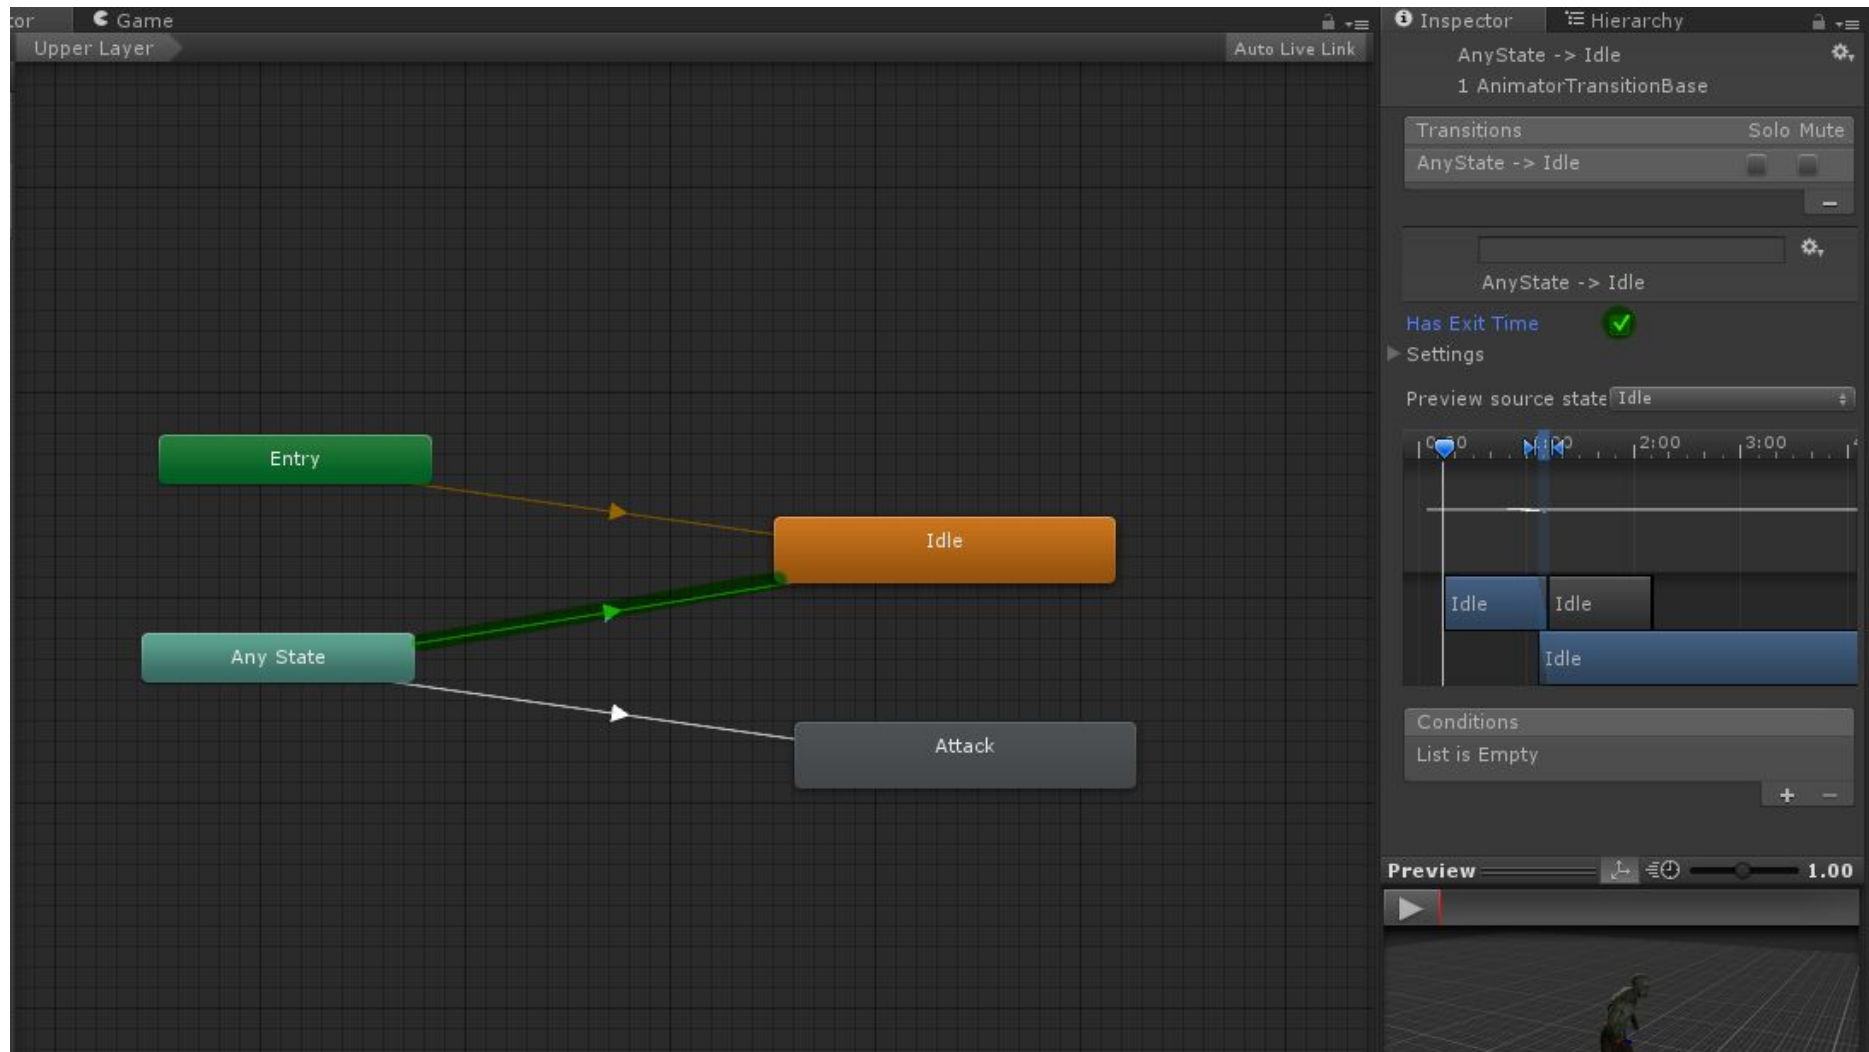 Game
Upper Layer
Auto Live Link
Entry
Idle
Any State
Attack
Inspector
Hierarchy
AnyState -> Idle
1 AnimatorTransitionBase
Transitions Solo Mute
AnyState -> Idle
AnyState -> Idle
Has Exit Time
Settings
Preview source state Idle
2:00 3:00
Idle Idle
Idle
Conditions
List is Empty
Preview 1.00